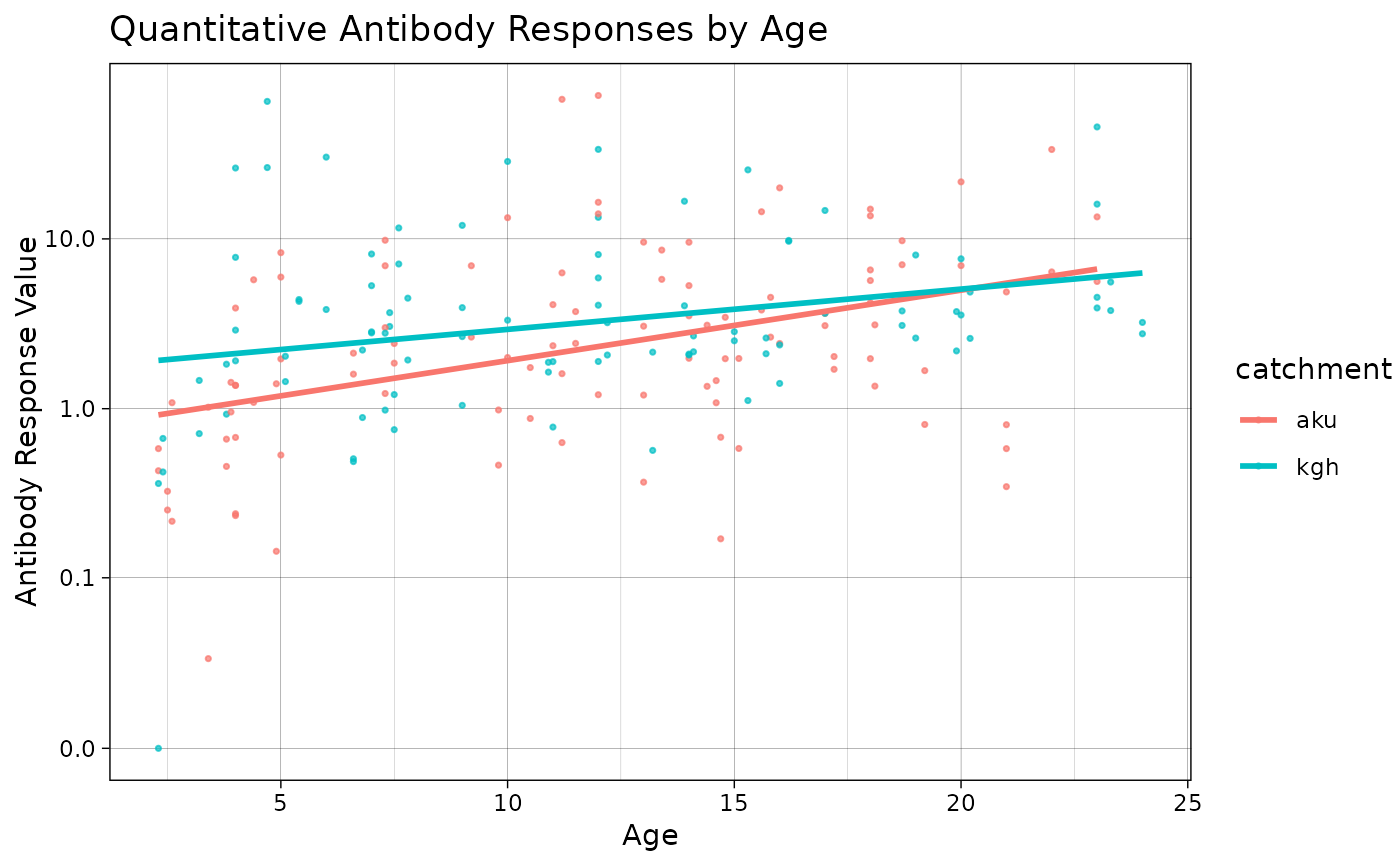 Quantitative Antibody Responses by Age
Antibody Response Value
10.0
1.0
0.1
0.0
5
10
15
20
25
Age
catchment
aku
kgh